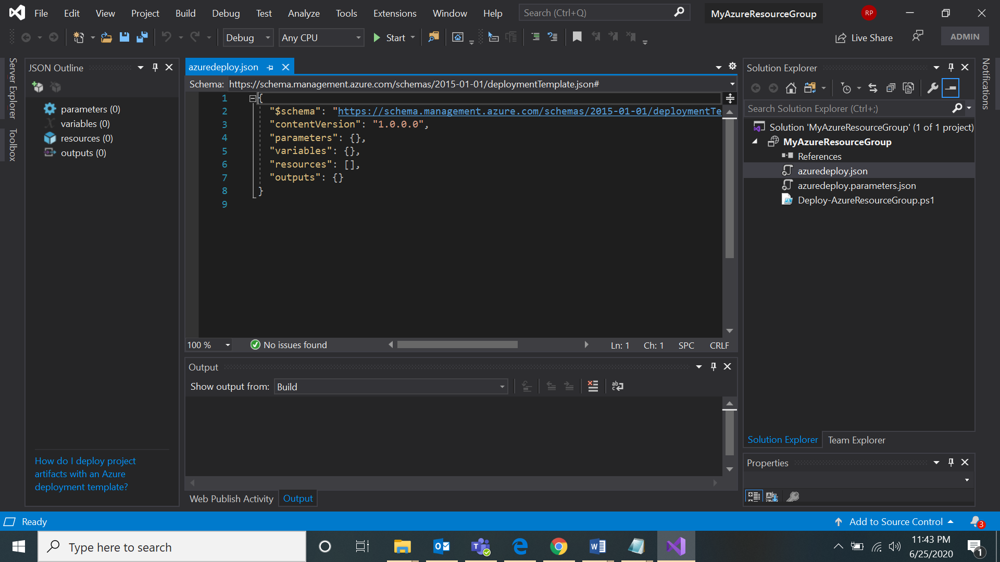 File Edit View Project Build Debug Test Analyze Tools Extensions Window Help Search (Ctrl+Q) MyAzureResourceGroup RP
Debug Any CPU Start Live Share ADMIN
Server Explorer
Toolbox
JSON Outline
parameters (0)
variables (0)
resources (0)
outputs (0)
How do I deploy project
artifacts with an Azure
deployment template?
azuredeploy.json
Schema: https://schema.management.azure.com/schemas/2015-01-01/deploymentTemplate.json#
1 {
2 "$schema": "https://schema.management.azure.com/schemas/2015-01-01/deploymentTe
3 "contentVersion": "1.0.0.0",
4 "parameters": {},
5 "variables": {},
6 "resources": [],
7 "outputs": {}
8 }
9
100 % No issues found Ln: 1 Ch: 1 SPC CRLF
Output
Show output from: Build
Web Publish Activity Output
Solution Explorer
Search Solution Explorer (Ctrl+;)
Solution 'MyAzureResourceGroup' (1 of 1 project)
MyAzureResourceGroup
References
azuredeploy.json
azuredeploy.parameters.json
Deploy-AzureResourceGroup.ps1
Solution Explorer Team Explorer
Properties
Notifications
Ready Add to Source Control 3
Type here to search
11:43 PM
6/25/2020
1